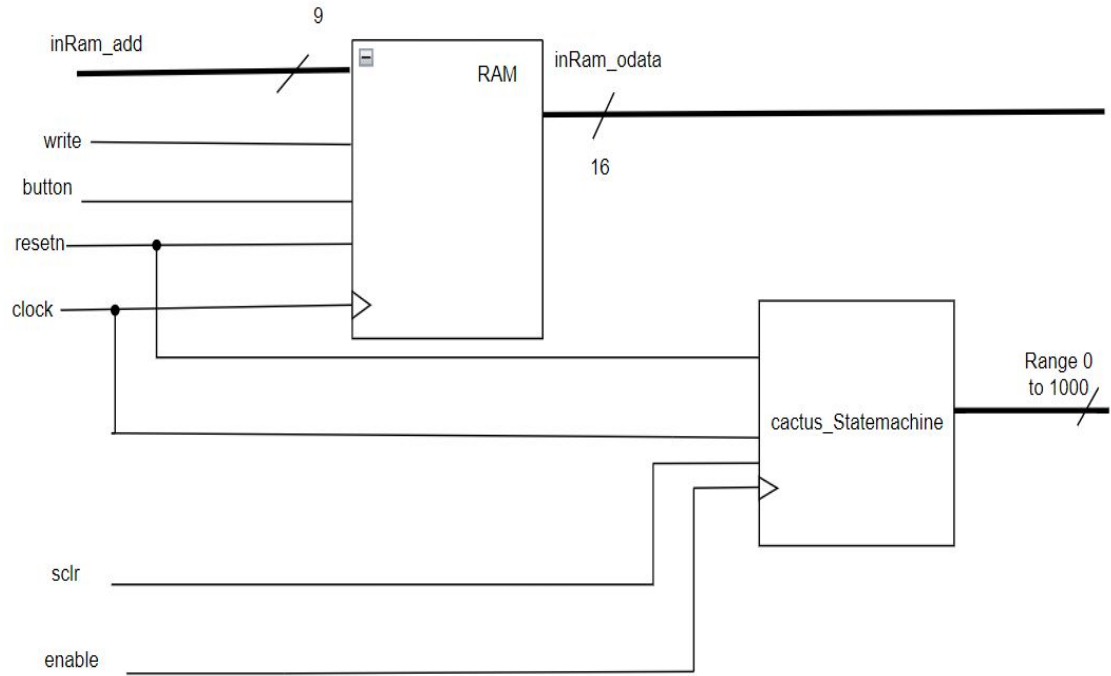 9
inRam_add
RAM
inRam_odata
write
16
button
resetn
clock
Range 0
to 1000
cactus_Statemachine
sclr
enable